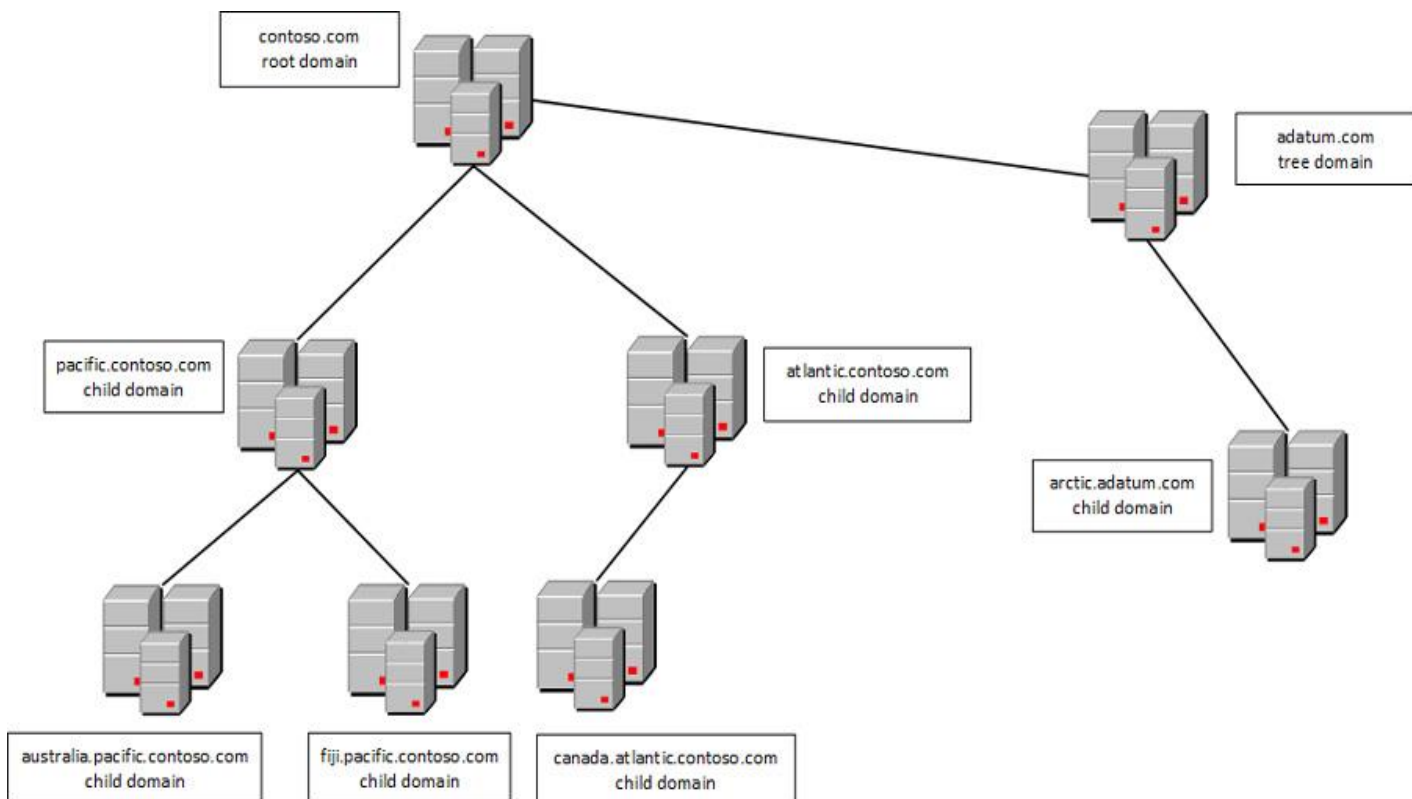 contoso.com
root domain
adatum.com
tree domain
pacific.contoso.com
child domain
atlantic.contoso.com
child domain
arctic.adatum.com
child domain
australia.pacific.contoso.com
child domain
fiji.pacific.contoso.com
child domain
canada.atlantic.contoso.com
child domain